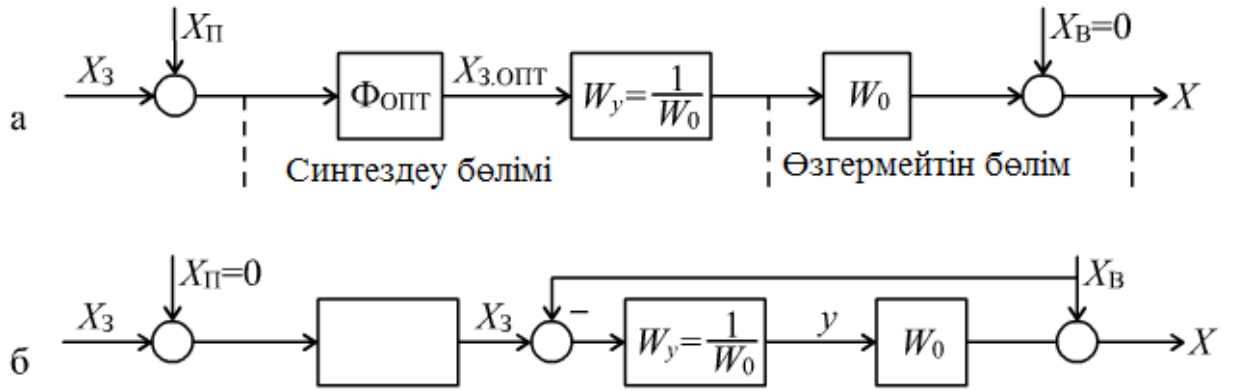 X_П X_В=0
X_З Ф_ОПТ X_З.ОПТ W_y=1/W_0 W_0 X
а
Синтездеу бөлімі Өзгермейтін бөлім
X_П=0 X_В
X_З X_З − W_y=1/W_0 y W_0 X
б